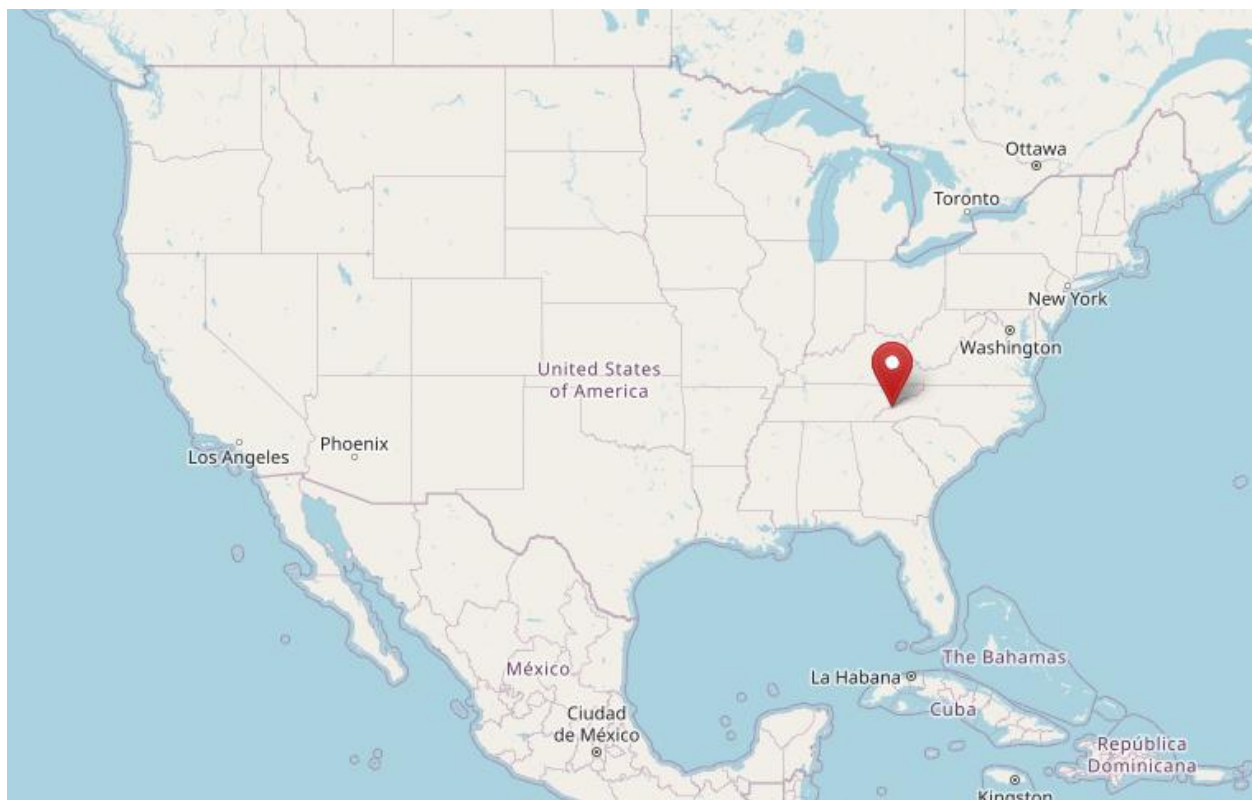 Ottawa
Toronto
New York
Washington
United States
of America
Phoenix
Los Angeles
The Bahamas
México
La Habana
Cuba
Ciudad
de México
República
Dominicana
Kingston